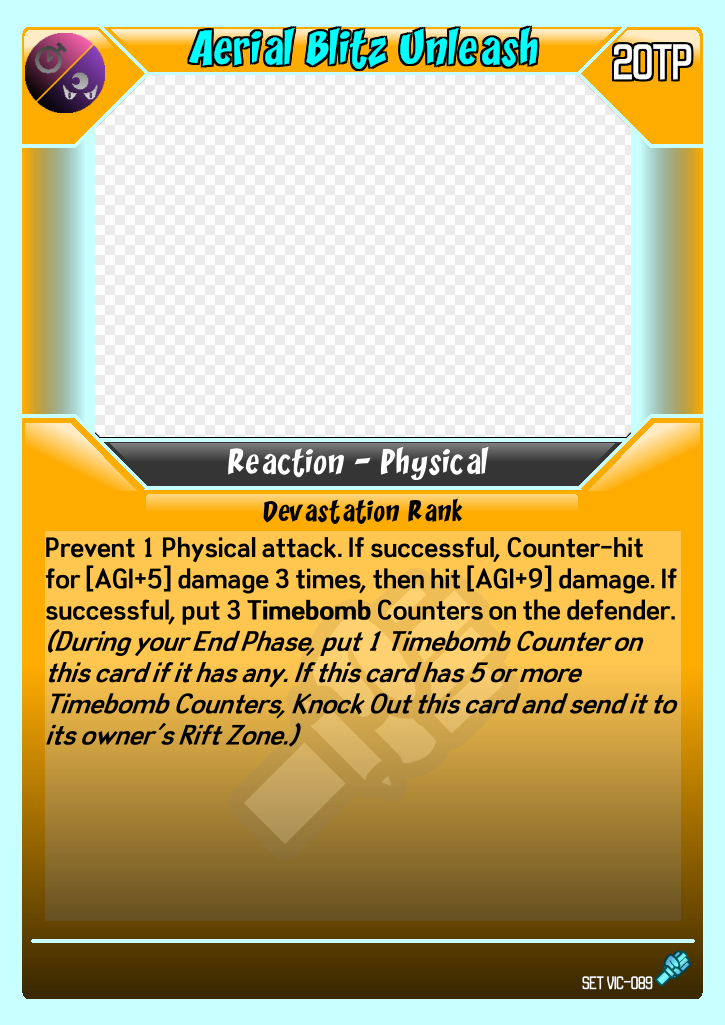 Aerial Blitz Unleash
20TP
Reaction - Physical
Devastation Rank
Prevent 1 Physical attack. If successful, Counter-hit
for [AGI+5] damage 3 times, then hit [AGI+9] damage. If
successful, put 3 Timebomb Counters on the defender.
(During your End Phase, put 1 Timebomb Counter on
this card if it has any. If this card has 5 or more
Timebomb Counters, Knock Out this card and send it to
its owner's Rift Zone.)
SET VIC-089